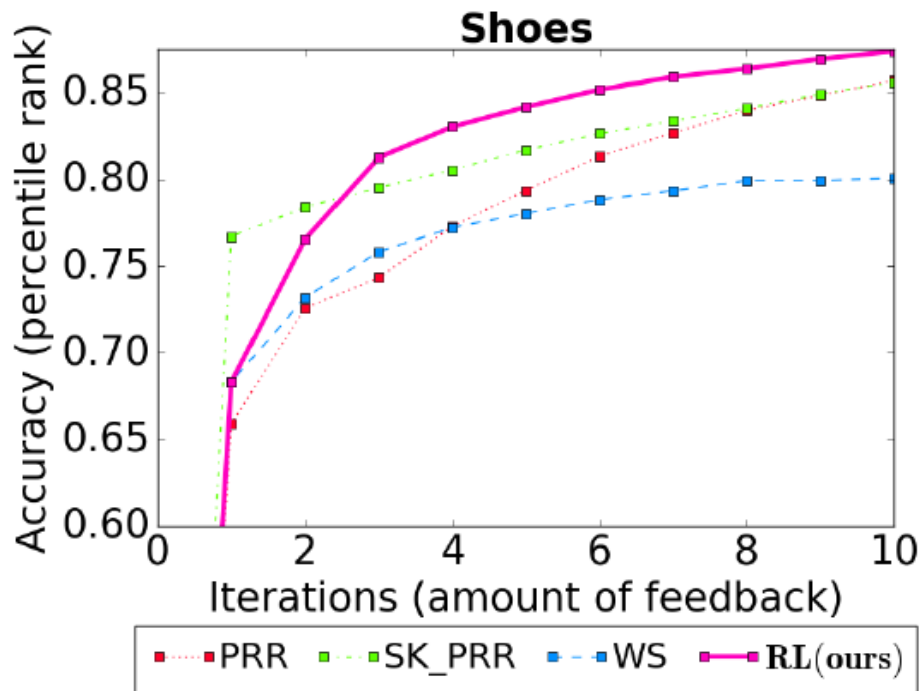 Shoes
Accuracy (percentile rank)
0.85
0.80
0.75
0.70
0.65
0.60
0 2 4 6 8 10
Iterations (amount of feedback)
PRR SK_PRR WS RL(ours)